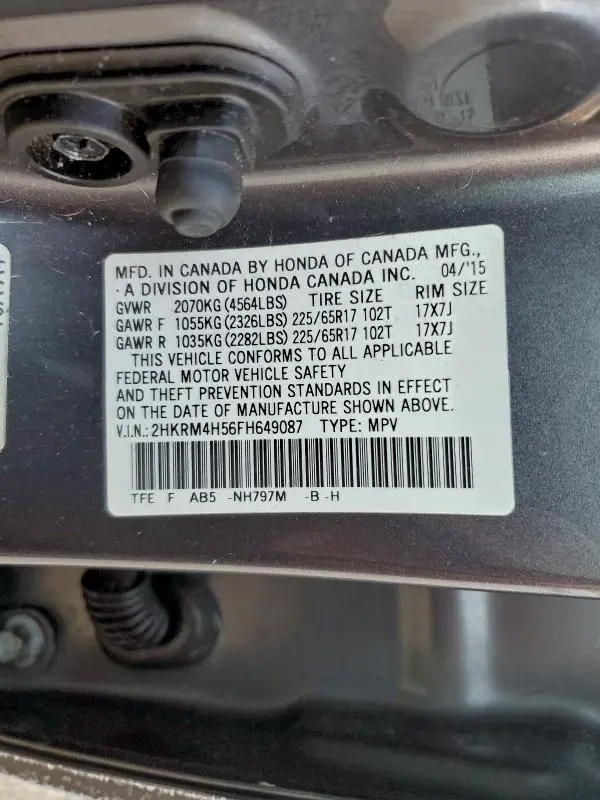 MFD. IN CANADA BY HONDA OF CANADA MFG.,
A DIVISION OF HONDA CANADA INC. 04/'15
GVWR 2070KG(4564LBS) TIRE SIZE RIM SIZE
GAWR F 1055KG(2326LBS) 225/65R17 102T 17X7J
GAWR R 1035KG(2282LBS) 225/65R17 102T 17X7J
THIS VEHICLE CONFORMS TO ALL APPLICABLE
FEDERAL MOTOR VEHICLE SAFETY
AND THEFT PREVENTION STANDARDS IN EFFECT
ON THE DATE OF MANUFACTURE SHOWN ABOVE.
V.I.N.: 2HKRM4H56FH649087 TYPE: MPV
TFE F AB5 -NH797M -B -H